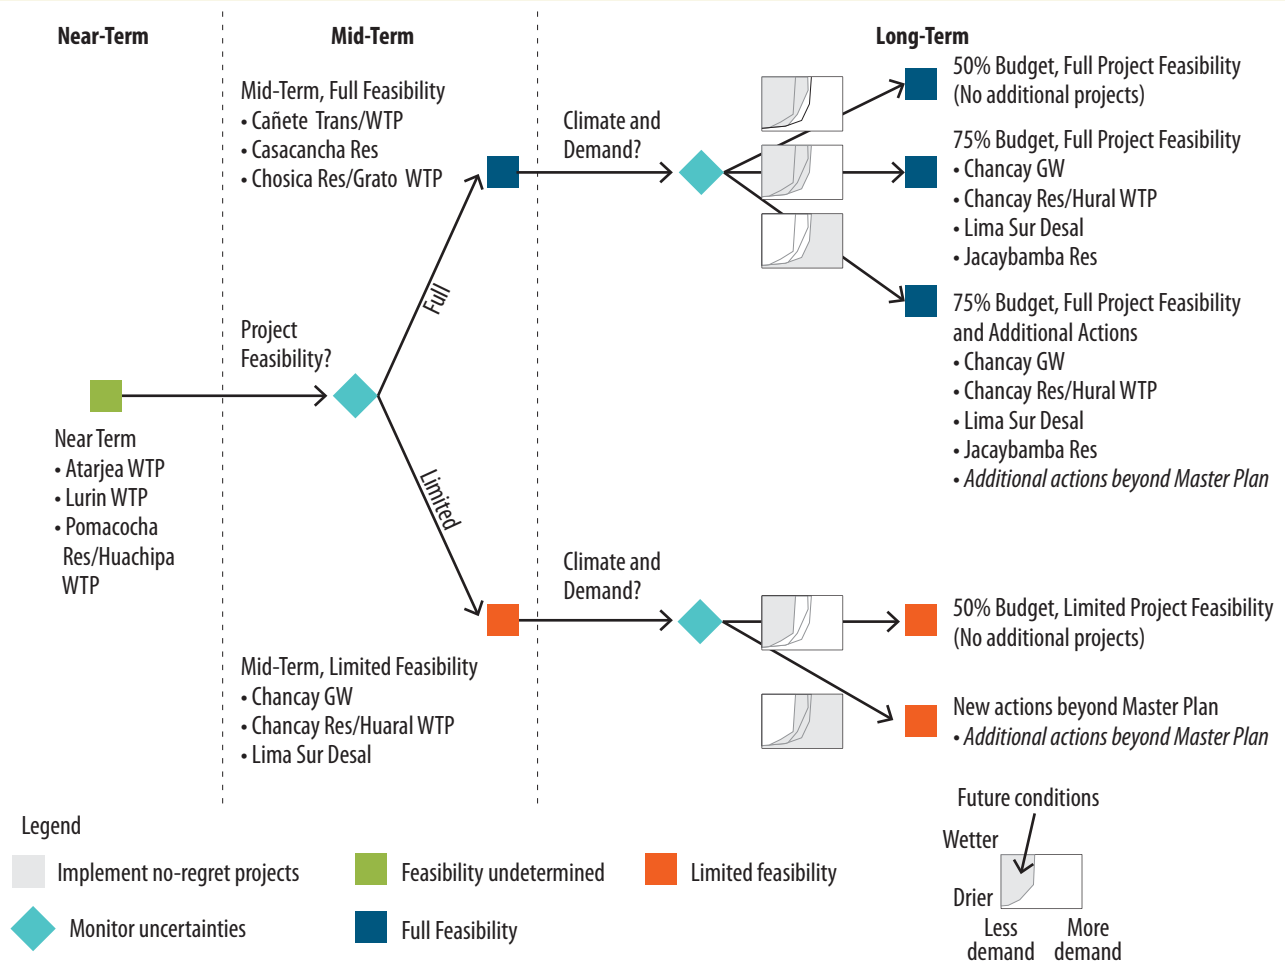 Near-Term
Mid-Term
Long-Term
Near Term
• Atarjea WTP
• Lurin WTP
• Pomacocha
Res/Huachipa
WTP
Project
Feasibility?
Full
Limited
Mid-Term, Full Feasibility
• Cañete Trans/WTP
• Casacancha Res
• Chosica Res/Grato WTP
Mid-Term, Limited Feasibility
• Chancay GW
• Chancay Res/Huaral WTP
• Lima Sur Desal
Climate and
Demand?
50% Budget, Full Project Feasibility
(No additional projects)
75% Budget, Full Project Feasibility
• Chancay GW
• Chancay Res/Hural WTP
• Lima Sur Desal
• Jacaybamba Res
75% Budget, Full Project Feasibility
and Additional Actions
• Chancay GW
• Chancay Res/Hural WTP
• Lima Sur Desal
• Jacaybamba Res
• Additional actions beyond Master Plan
Climate and
Demand?
50% Budget, Limited Project Feasibility
(No additional projects)
New actions beyond Master Plan
• Additional actions beyond Master Plan
Legend
Implement no-regret projects
Monitor uncertainties
Feasibility undetermined
Full Feasibility
Limited feasibility
Future conditions
Wetter
Drier
Less
demand
More
demand